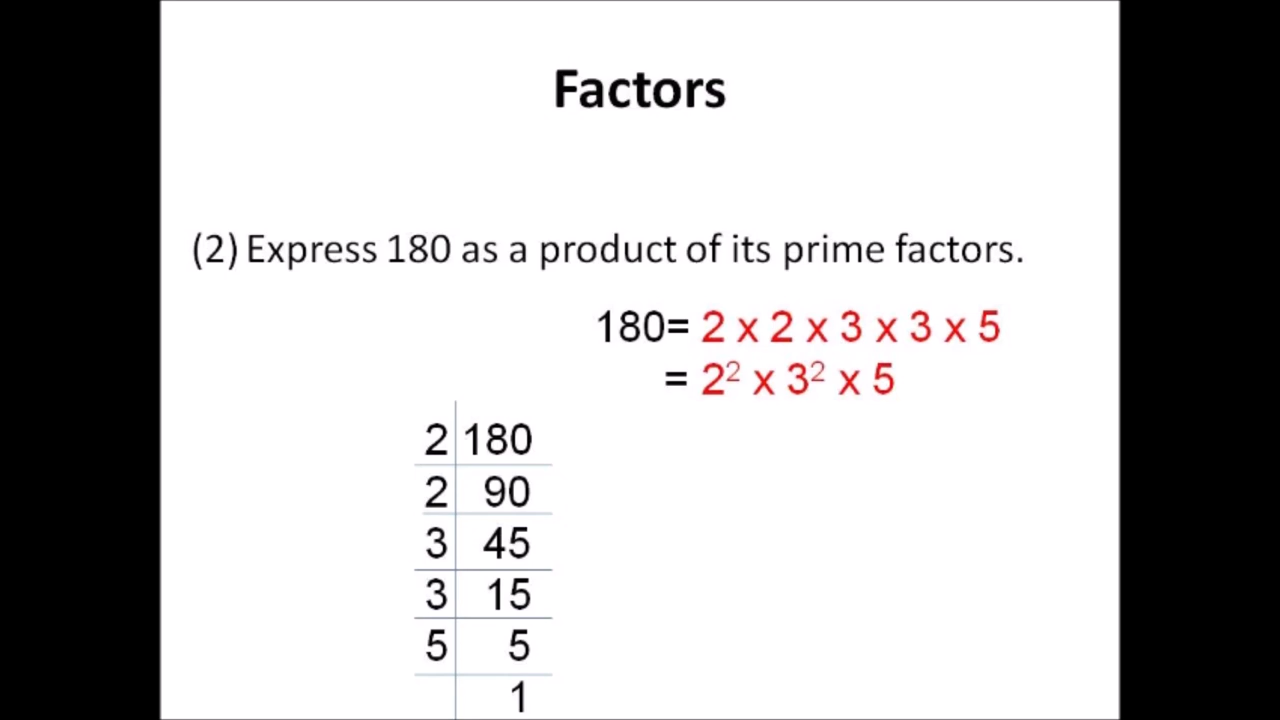 Factors
(2) Express 180 as a product of its prime factors.
180= 2 x 2 x 3 x 3 x 5
= 2² x 3² x 5
2 180
2 90
3 45
3 15
5 5
1